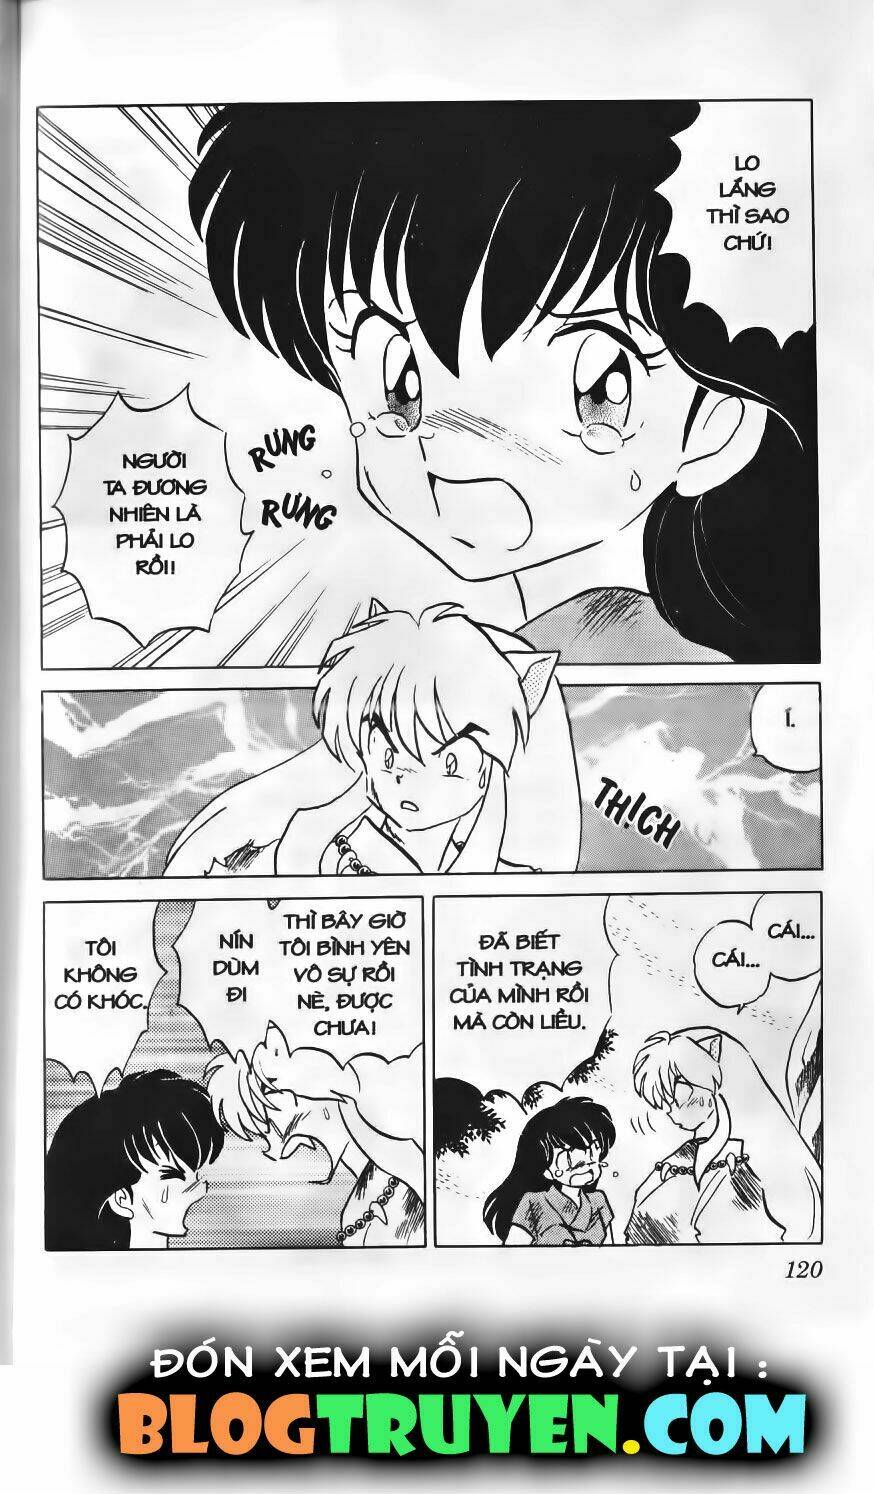 LO
LẮNG
THÌ SAO
CHỨ!
RƯNG
RƯNG
NGƯỜI
TA ĐƯƠNG
NHIÊN LÀ
PHẢI LO
RỒI!!
Í.
THỊCH
CÁI...
CÁI...
ĐÃ BIẾT
TÌNH TRẠNG
CỦA MÌNH RỒI
MÀ CÒN LIỀU.
THÌ BÂY GIỜ
TÔI BÌNH YÊN
VÔ SỰ RỒI
NÈ, ĐƯỢC
CHƯA!
NÍN
DÙM
ĐI
TÔI
KHÔNG
CÓ KHÓC.
120
ĐÓN XEM MỖI NGÀY TẠI :
BLOGTRUYEN.COM